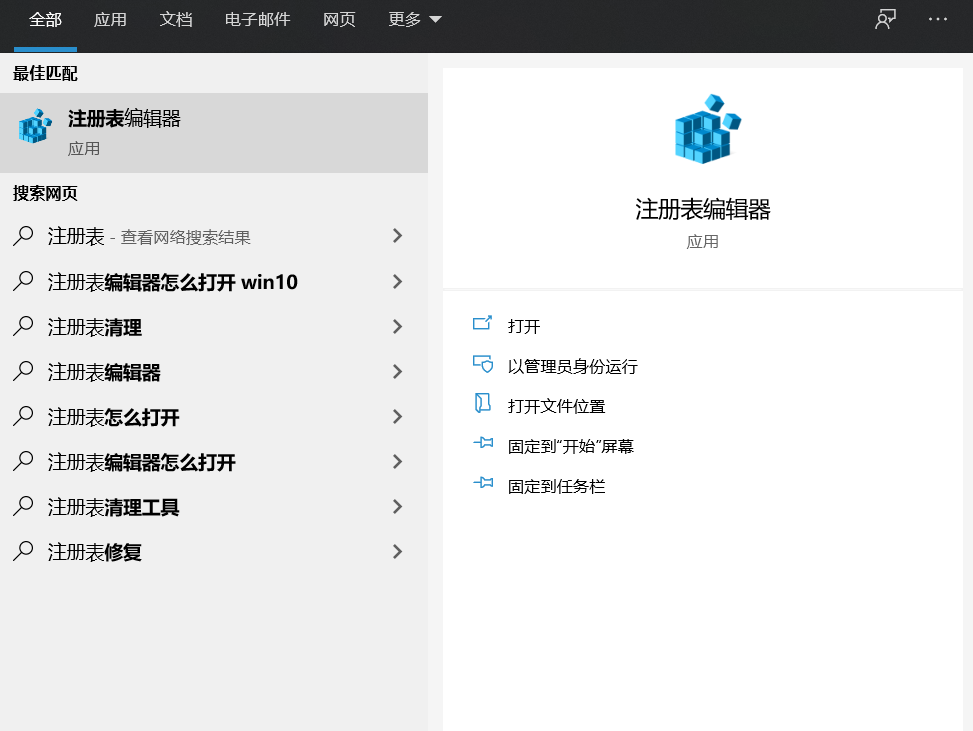 全部 应用 文档 电子邮件 网页 更多
最佳匹配
注册表编辑器
应用
搜索网页
注册表 - 查看网络搜索结果
注册表编辑器怎么打开 win10
注册表清理
注册表编辑器
注册表怎么打开
注册表编辑器怎么打开
注册表清理工具
注册表修复
注册表编辑器
应用
打开
以管理员身份运行
打开文件位置
固定到“开始”屏幕
固定到任务栏